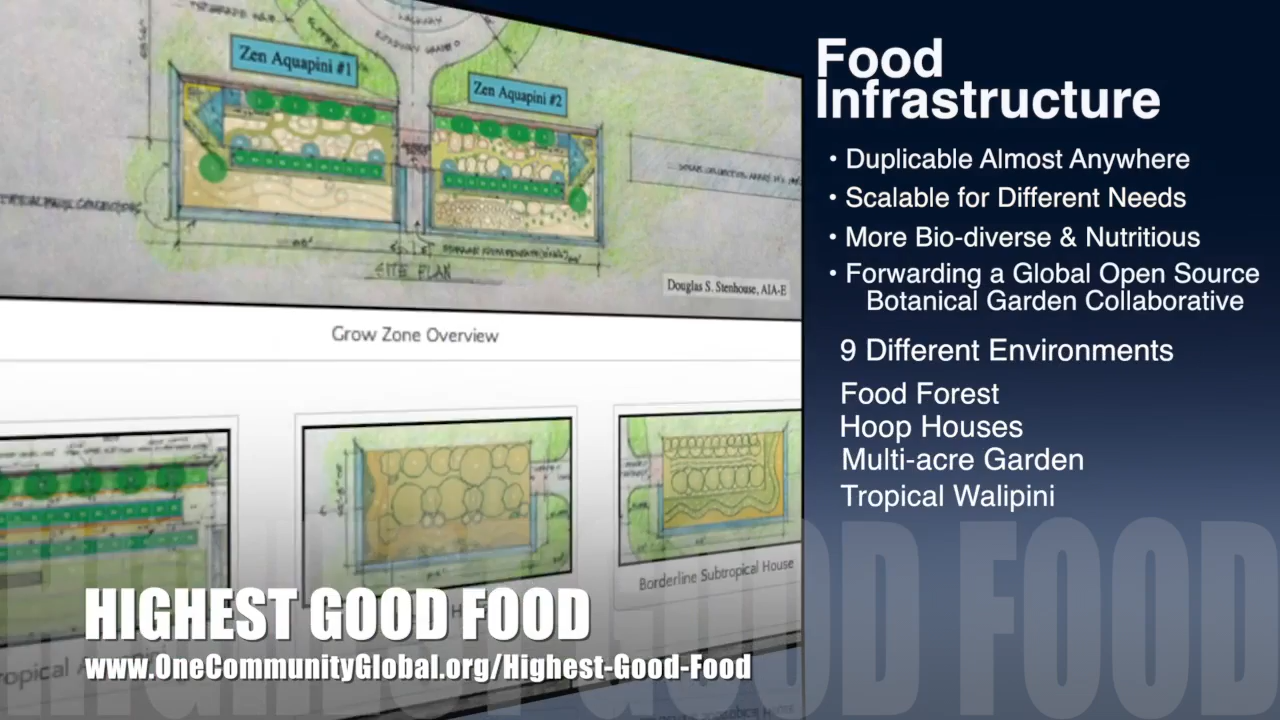 Zen Aquapini #1
Zen Aquapini #2
SITE PLAN
Douglas S. Stenhouse, AIA-E
Grow Zone Overview
Borderline Subtropical House
Food
Infrastructure
• Duplicable Almost Anywhere
• Scalable for Different Needs
• More Bio-diverse & Nutritious
• Forwarding a Global Open Source
Botanical Garden Collaborative
9 Different Environments
Food Forest
Hoop Houses
Multi-acre Garden
Tropical Walipini
HIGHEST GOOD FOOD
HIGHEST GOOD FOOD
www.OneCommunityGlobal.org/Highest-Good-Food